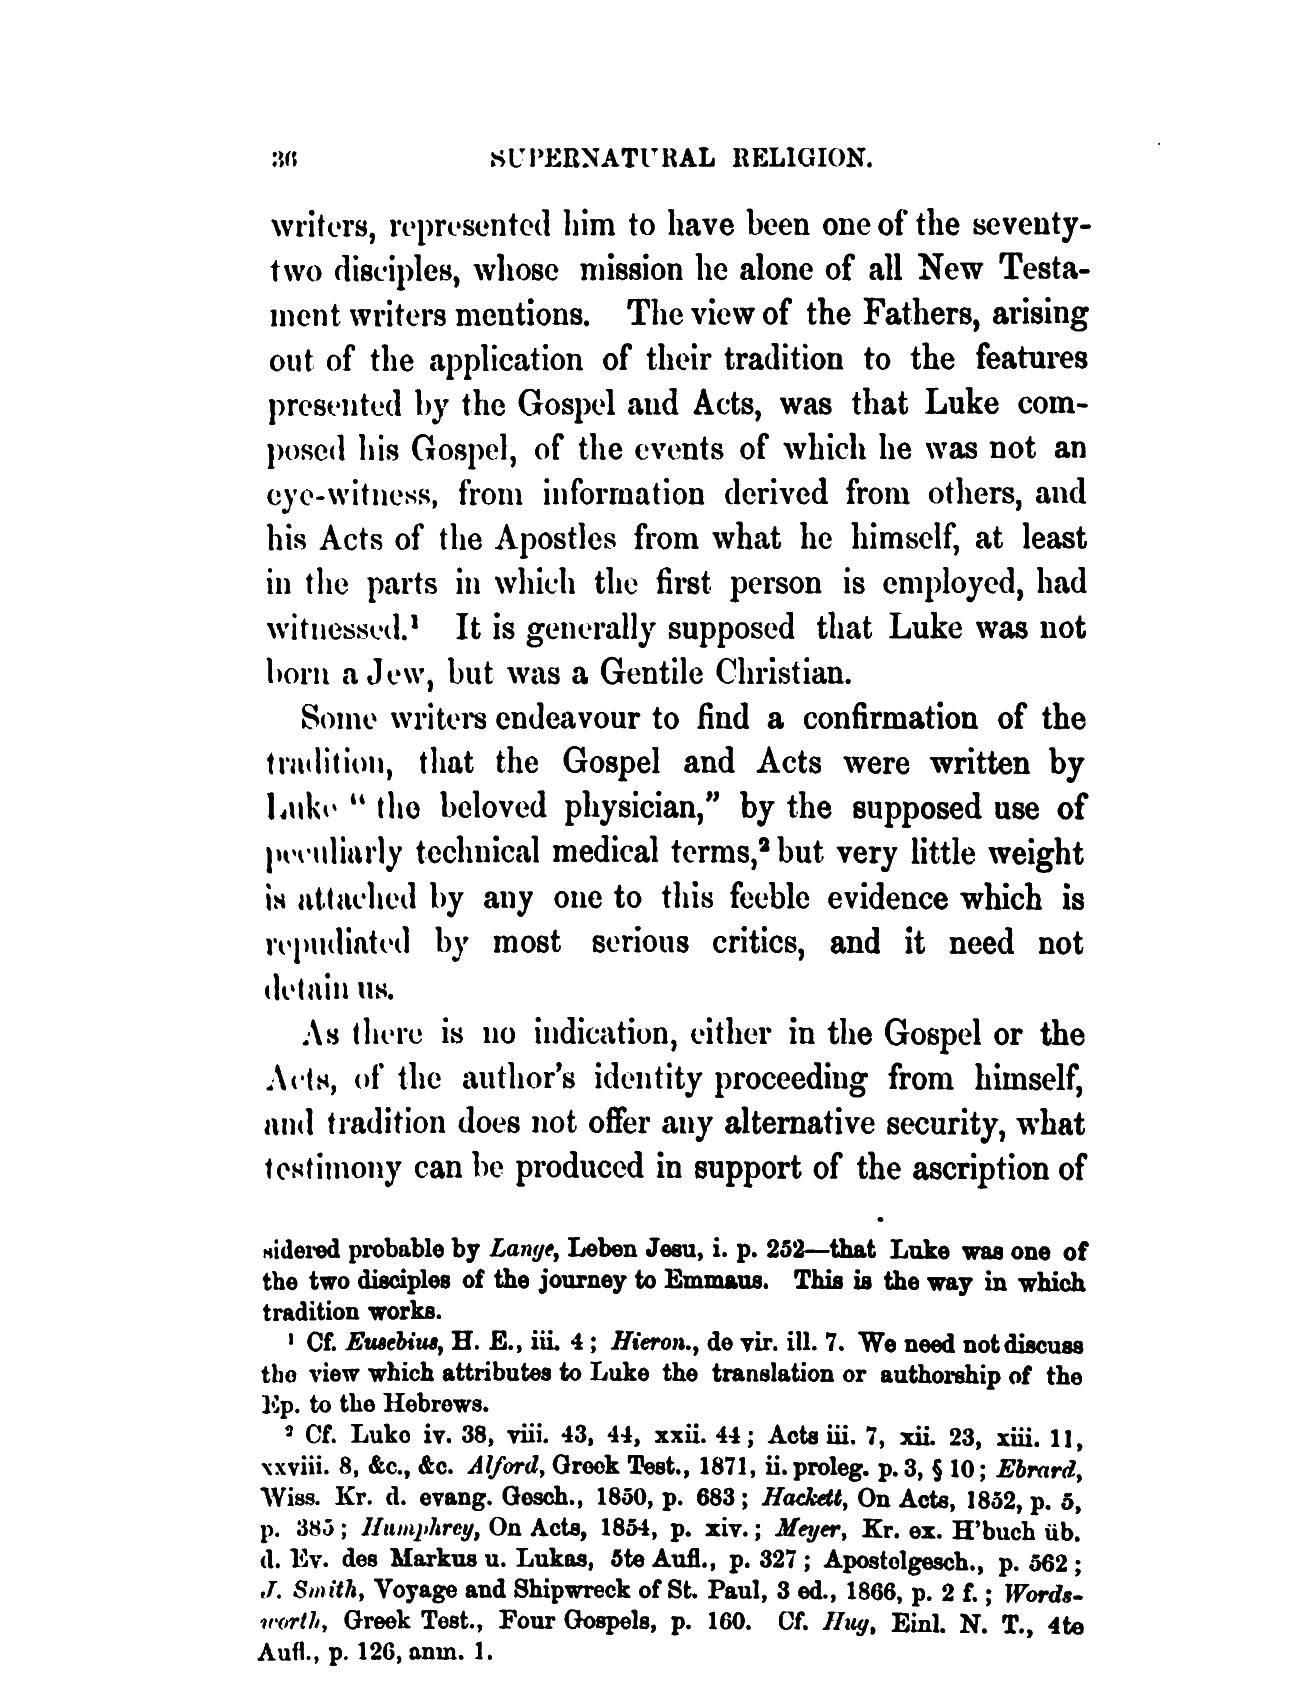 36 SUPERNATURAL RELIGION.
writers, represented him to have been one of the seventy-
two disciples, whose mission he alone of all New Testa-
ment writers mentions. The view of the Fathers, arising
out of the application of their tradition to the features
presented by the Gospel and Acts, was that Luke com-
posed his Gospel, of the events of which he was not an
eye-witness, from information derived from others, and
his Acts of the Apostles from what he himself, at least
in the parts in which the first person is employed, had
witnessed.¹ It is generally supposed that Luke was not
born a Jew, but was a Gentile Christian.
Some writers endeavour to find a confirmation of the
tradition, that the Gospel and Acts were written by
Luke “ the beloved physician,” by the supposed use of
peculiarly technical medical terms,² but very little weight
is attached by any one to this feeble evidence which is
repudiated by most serious critics, and it need not
detain us.
As there is no indication, either in the Gospel or the
Acts, of the author's identity proceeding from himself,
and tradition does not offer any alternative security, what
testimony can be produced in support of the ascription of
sidered probable by Lange, Leben Jesu, i. p. 252—that Luke was one of
the two disciples of the journey to Emmaus. This is the way in which
tradition works.
¹ Cf. Eusebius, H. E., iii. 4 ; Hieron., de vir. ill. 7. We need not discuss
the view which attributes to Luke the translation or authorship of the
Ep. to the Hebrews.
² Cf. Luke iv. 38, viii. 43, 44, xxii. 44 ; Acts iii. 7, xii. 23, xiii. 11,
xxviii. 8, &c., &c. Alford, Greek Test., 1871, ii. proleg. p. 3, § 10 ; Ebrard,
Wiss. Kr. d. evang. Gesch., 1850, p. 683 ; Hackett, On Acts, 1852, p. 5,
p. 385 ; Humphrey, On Acts, 1854, p. xiv. ; Meyer, Kr. ex. H'buch üb.
d. Ev. des Markus u. Lukas, 5te Aufl., p. 327 ; Apostelgesch., p. 562 ;
J. Smith, Voyage and Shipwreck of St. Paul, 3 ed., 1866, p. 2 f. ; Words-
worth, Greek Test., Four Gospels, p. 160. Cf. Hug, Einl. N. T., 4te
Aufl., p. 126, anm. 1.